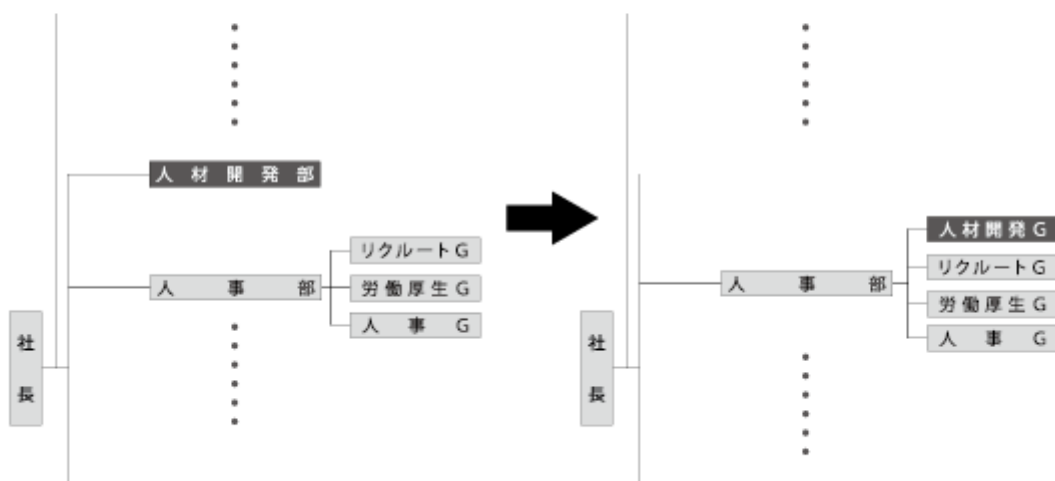 人材開発部
リクルートG
人事部
労働厚生G
人事G
社長
人材開発G
リクルートG
人事部
労働厚生G
人事G
社長